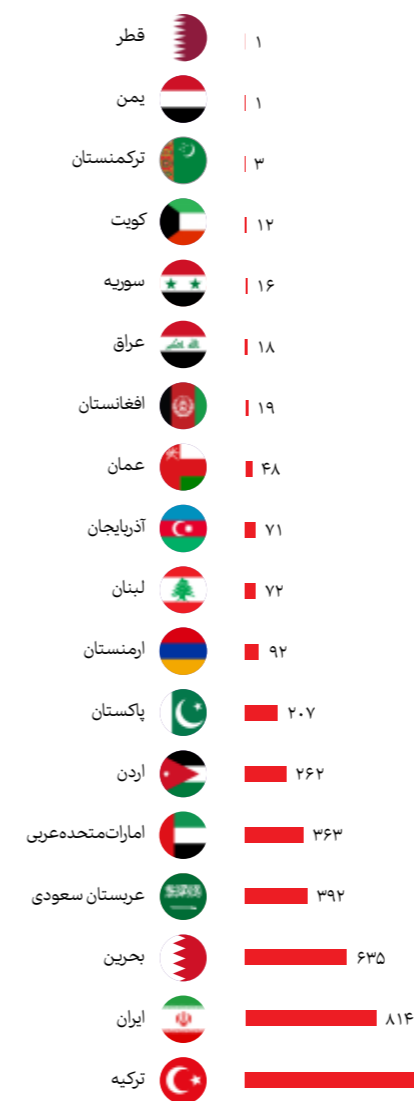 قطر ۱
یمن ۱
ترکمنستان ۳
کویت ۱۲
سوریه ۱۶
عراق ۱۸
افغانستان ۱۹
عمان ۴۸
آذربایجان ۷۱
لبنان ۷۲
ارمنستان ۹۲
پاکستان ۲۰۷
اردن ۲۶۲
امارات‌متحده‌عربی ۳۶۳
عربستان سعودی ۳۹۲
بحرین ۶۳۵
ایران ۸۱۴
ترکیه